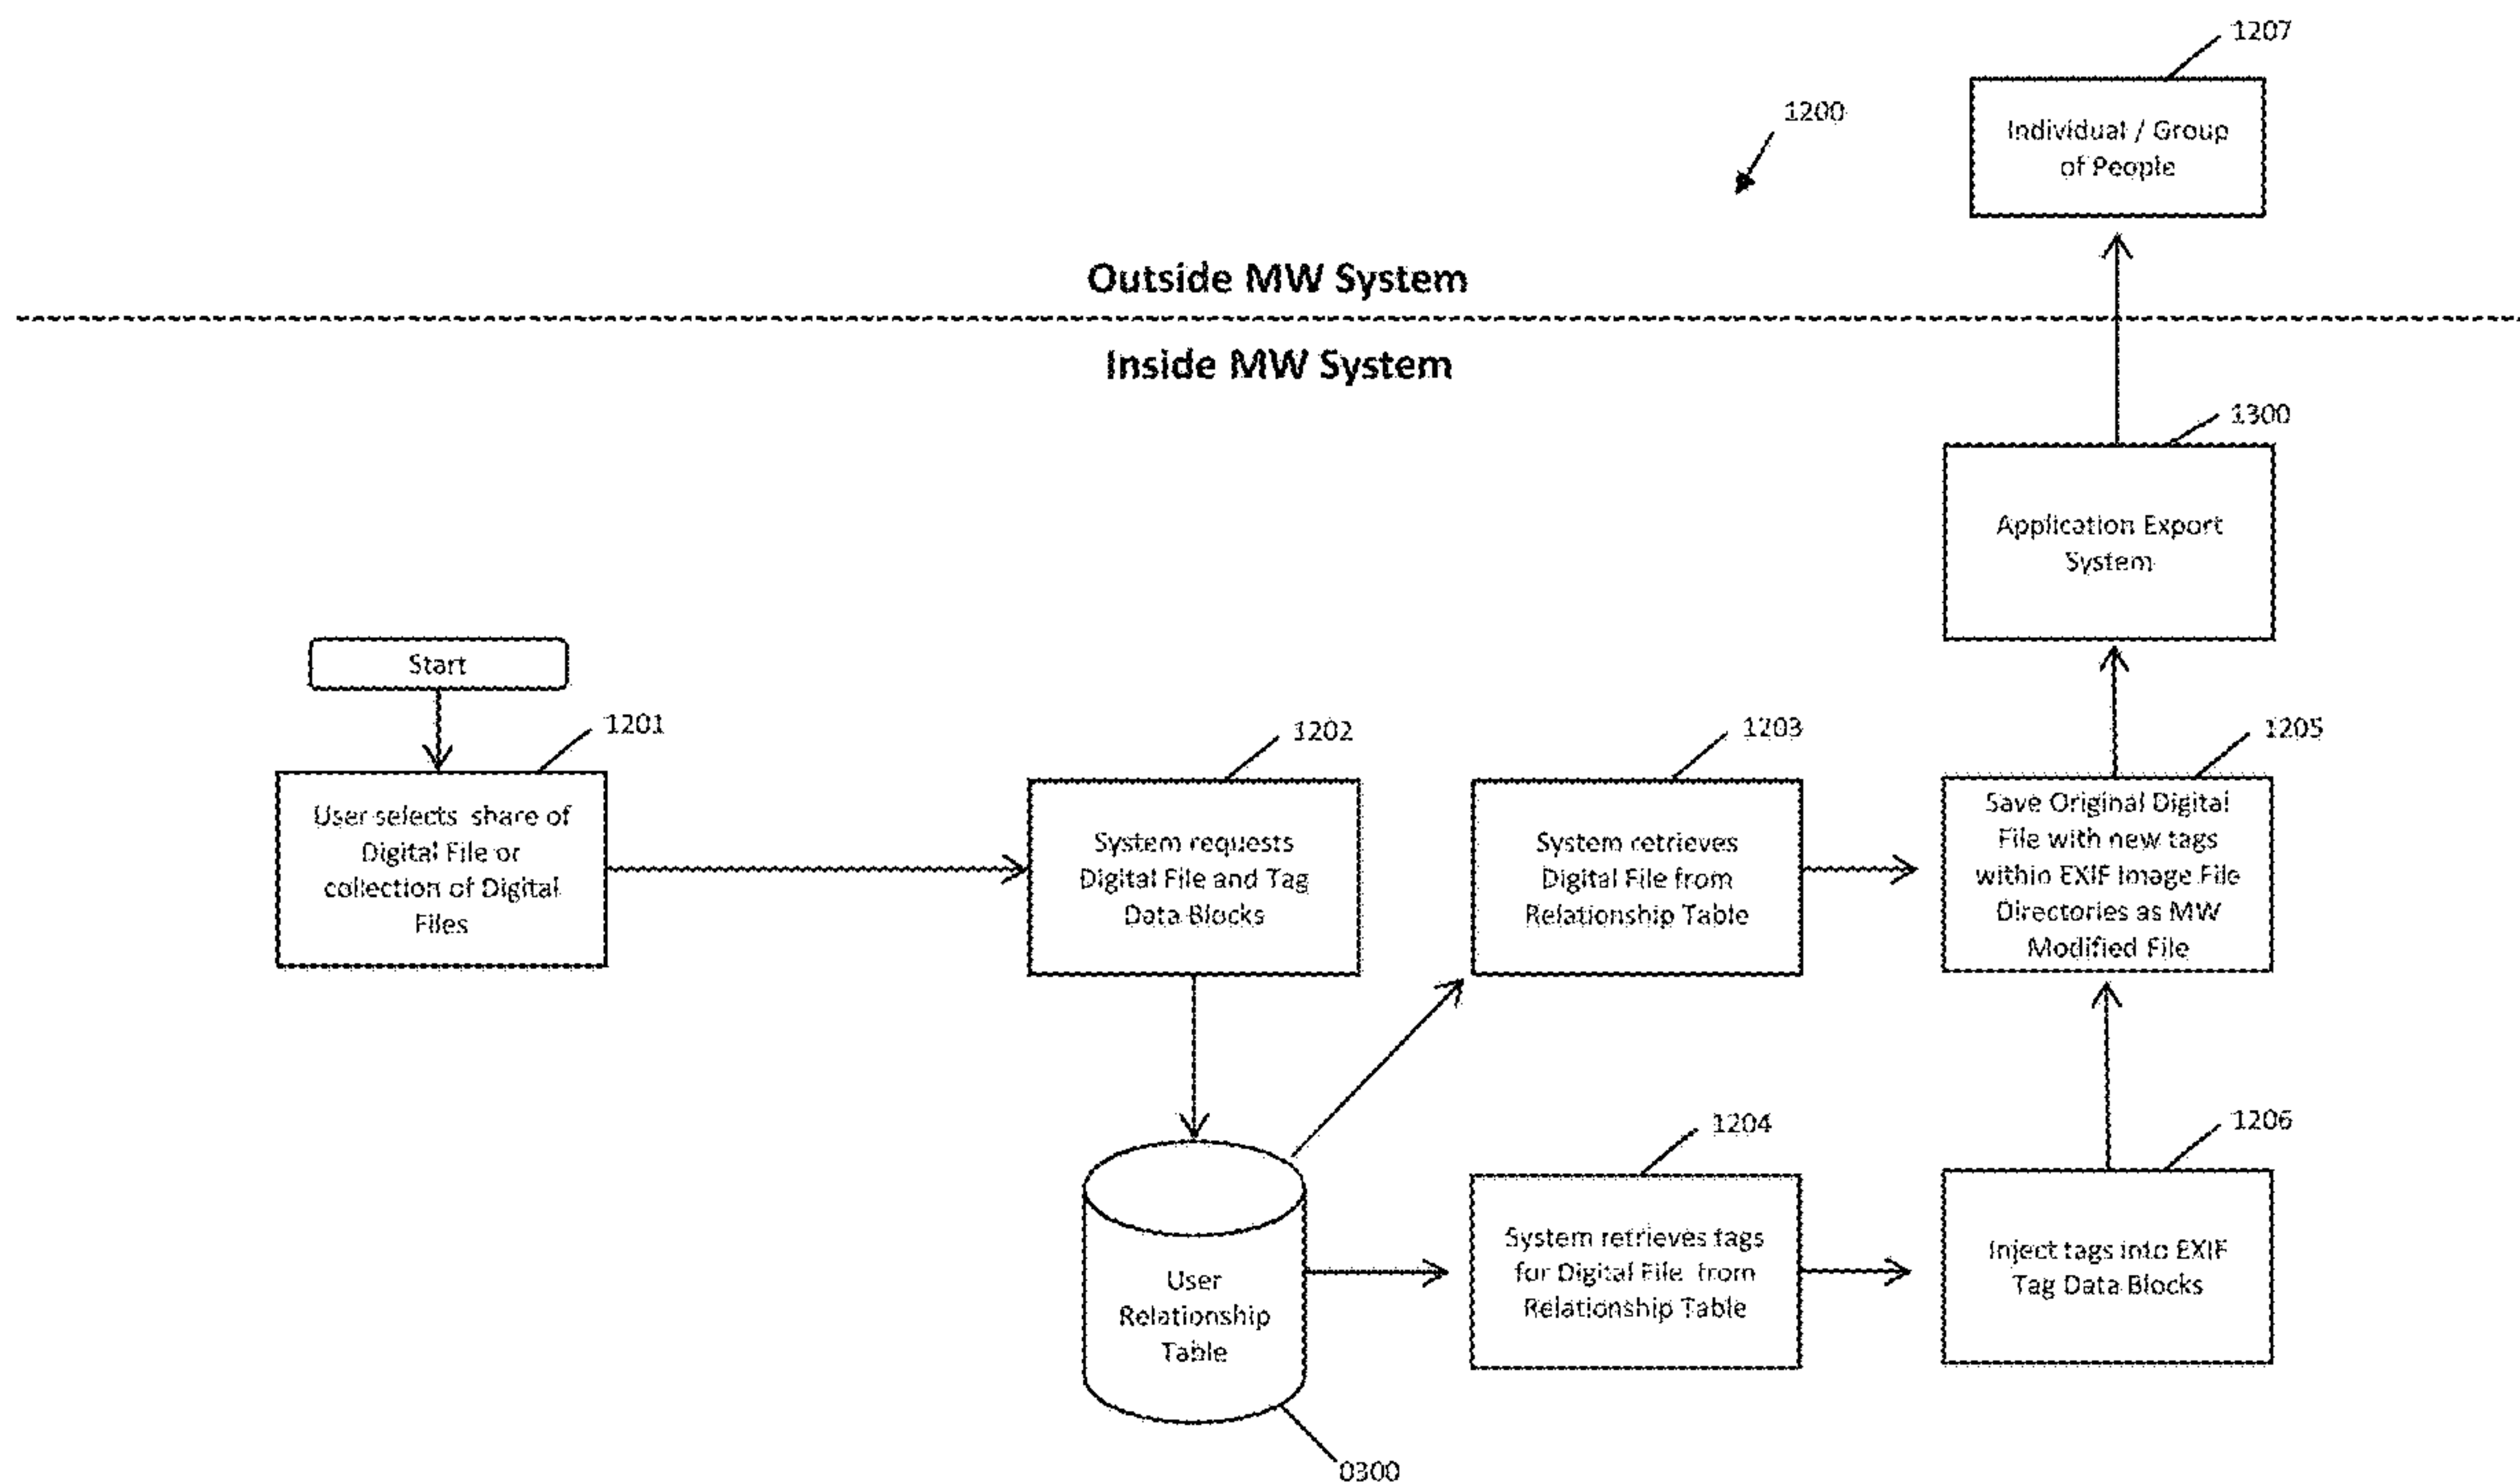 1207
Individual / Group
of People
1200
Outside MW System
Inside MW System
1300
Application Export
System
Start
1201
User selects share of
Digital File or
collection of Digital
Files
1202
System requests
Digital File and Tag
Data Blocks
1203
System retrieves
Digital File from
Relationship Table
1205
Save Original Digital
File with new tags
within EXIF Image File
Directories as MW
Modified File
User
Relationship
Table
0300
1204
System retrieves tags
for Digital File from
Relationship Table
1206
Inject tags into EXIF
Tag Data Blocks